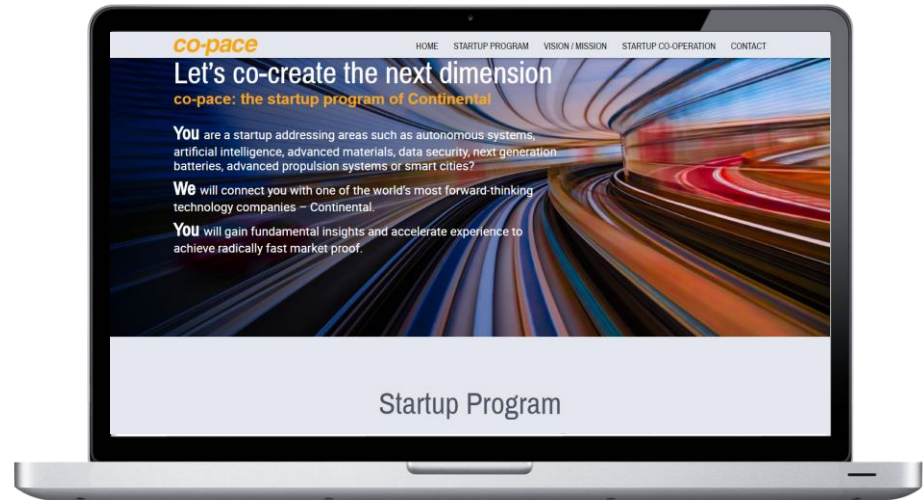 co-pace
HOME STARTUP PROGRAM VISION / MISSION STARTUP CO-OPERATION CONTACT
Let's co-create the next dimension
co-pace: the startup program of Continental
You are a startup addressing areas such as autonomous systems,
artificial intelligence, advanced materials, data security, next generation
batteries, advanced propulsion systems or smart cities?
We will connect you with one of the world's most forward-thinking
technology companies – Continental.
You will gain fundamental insights and accelerate experience to
achieve radically fast market proof.
Startup Program